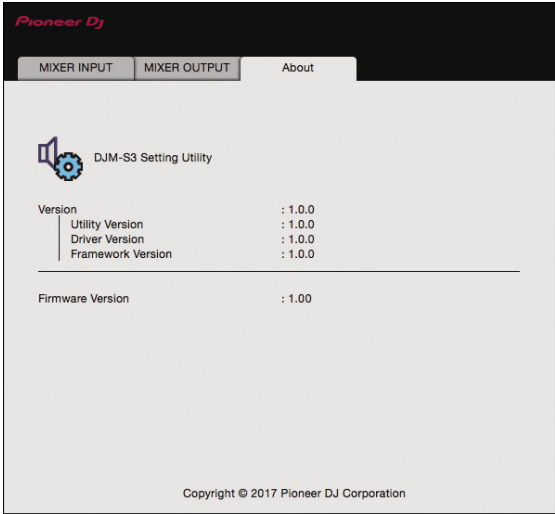 Pioneer Dj
MIXER INPUT MIXER OUTPUT About
DJM-S3 Setting Utility
Version : 1.0.0
Utility Version : 1.0.0
Driver Version : 1.0.0
Framework Version : 1.0.0
Firmware Version : 1.00
Copyright © 2017 Pioneer DJ Corporation